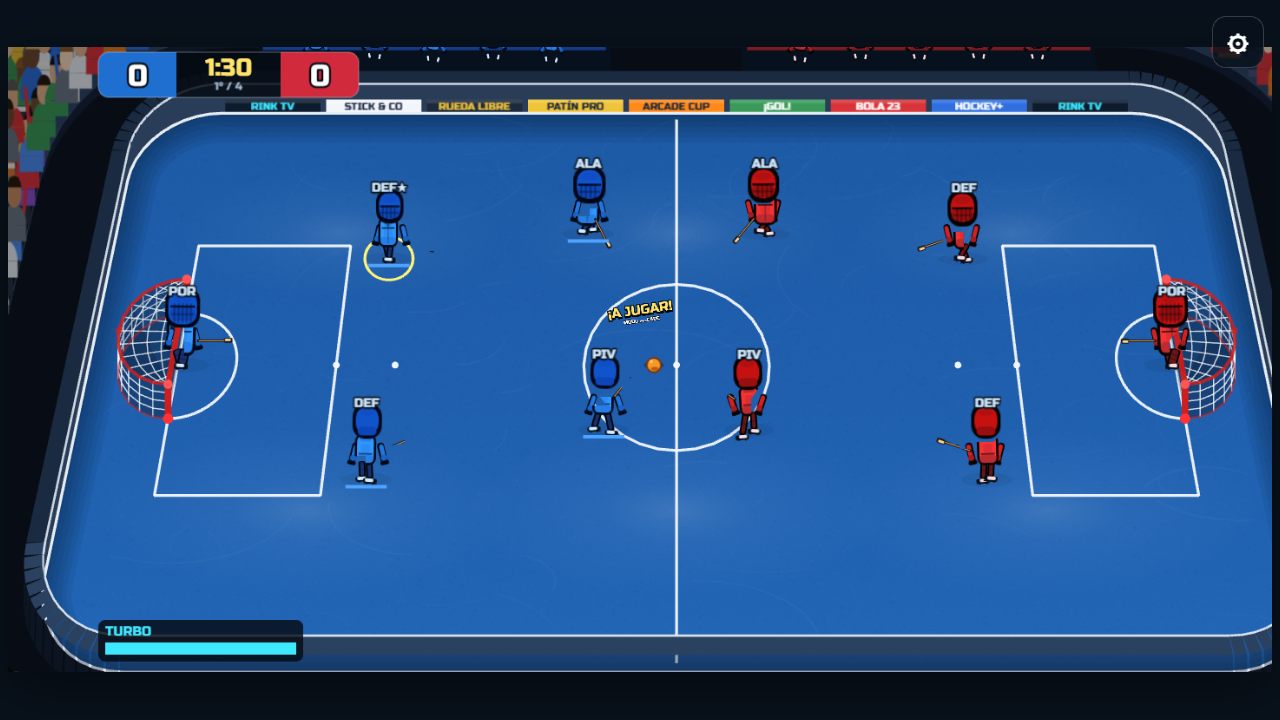 0
1:30
1º / 4
0
RINK TV
STICK & CO
RUEDA LIBRE
PATÍN PRO
ARCADE CUP
¡GOL!
BOLA 23
HOCKEY+
RINK TV
ALA
ALA
DEF★
DEF
POR
POR
¡A JUGAR!
PIV
PIV
DEF
DEF
TURBO